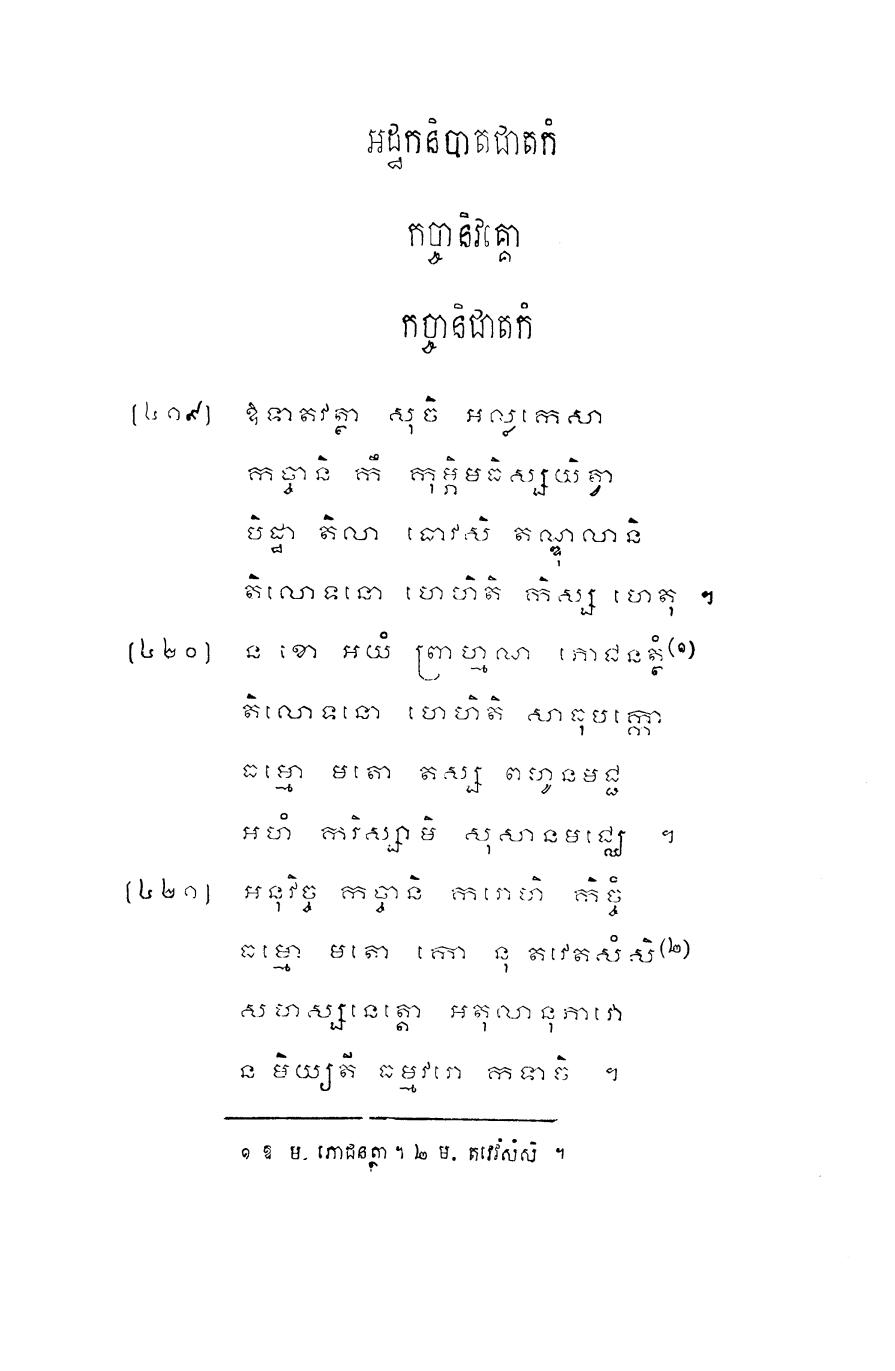 អដ្ឋកនិបាតជាតកំ
កច្ចានិវគ្គោ
កច្ចានិជាតកំ
[៤១៩] ឱទាតវត្ថា សុចិ អល្លកេសា
កច្ចានិ កឹ កុម្ភិមធិស្សយិត្វា
បិដ្ឋា តិលា ធោវសិ តណ្ឌុលានិ
តិលោទនោ ហេហិតិ កិស្ស ហេតុ ។
[៤២០] ន ខោ អយំ ព្រាហ្មណ ភោជនត្ថំ(១)
តិលោទនោ ហេហិតិ សាធុបក្កោ
ធម្មោ មតោ តស្ស ពហូនមជ្ជ
អហំ ករិស្សាមិ សុសានមជ្ឈេ ។
[៤២១] អនុវិច្ច កច្ចានិ ករោហិ កិច្ចំ
ធម្មោ មតោ កោ នុ តវេតសំសិ(២)
សហស្សនេត្តោ អតុលានុភាវោ
ន មិយ្យតី ធម្មវរោ កទាចិ ។
១ ឱ ម. ភោជនត្ថា ។ ២ ម. តវេវំសំសិ ។